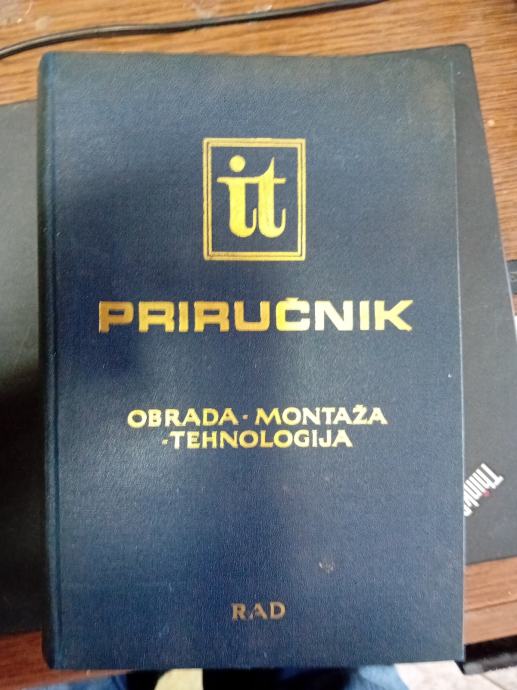 it
PRIRUČNIK
OBRADA · MONTAŽA
· TEHNOLOGIJA
RAD